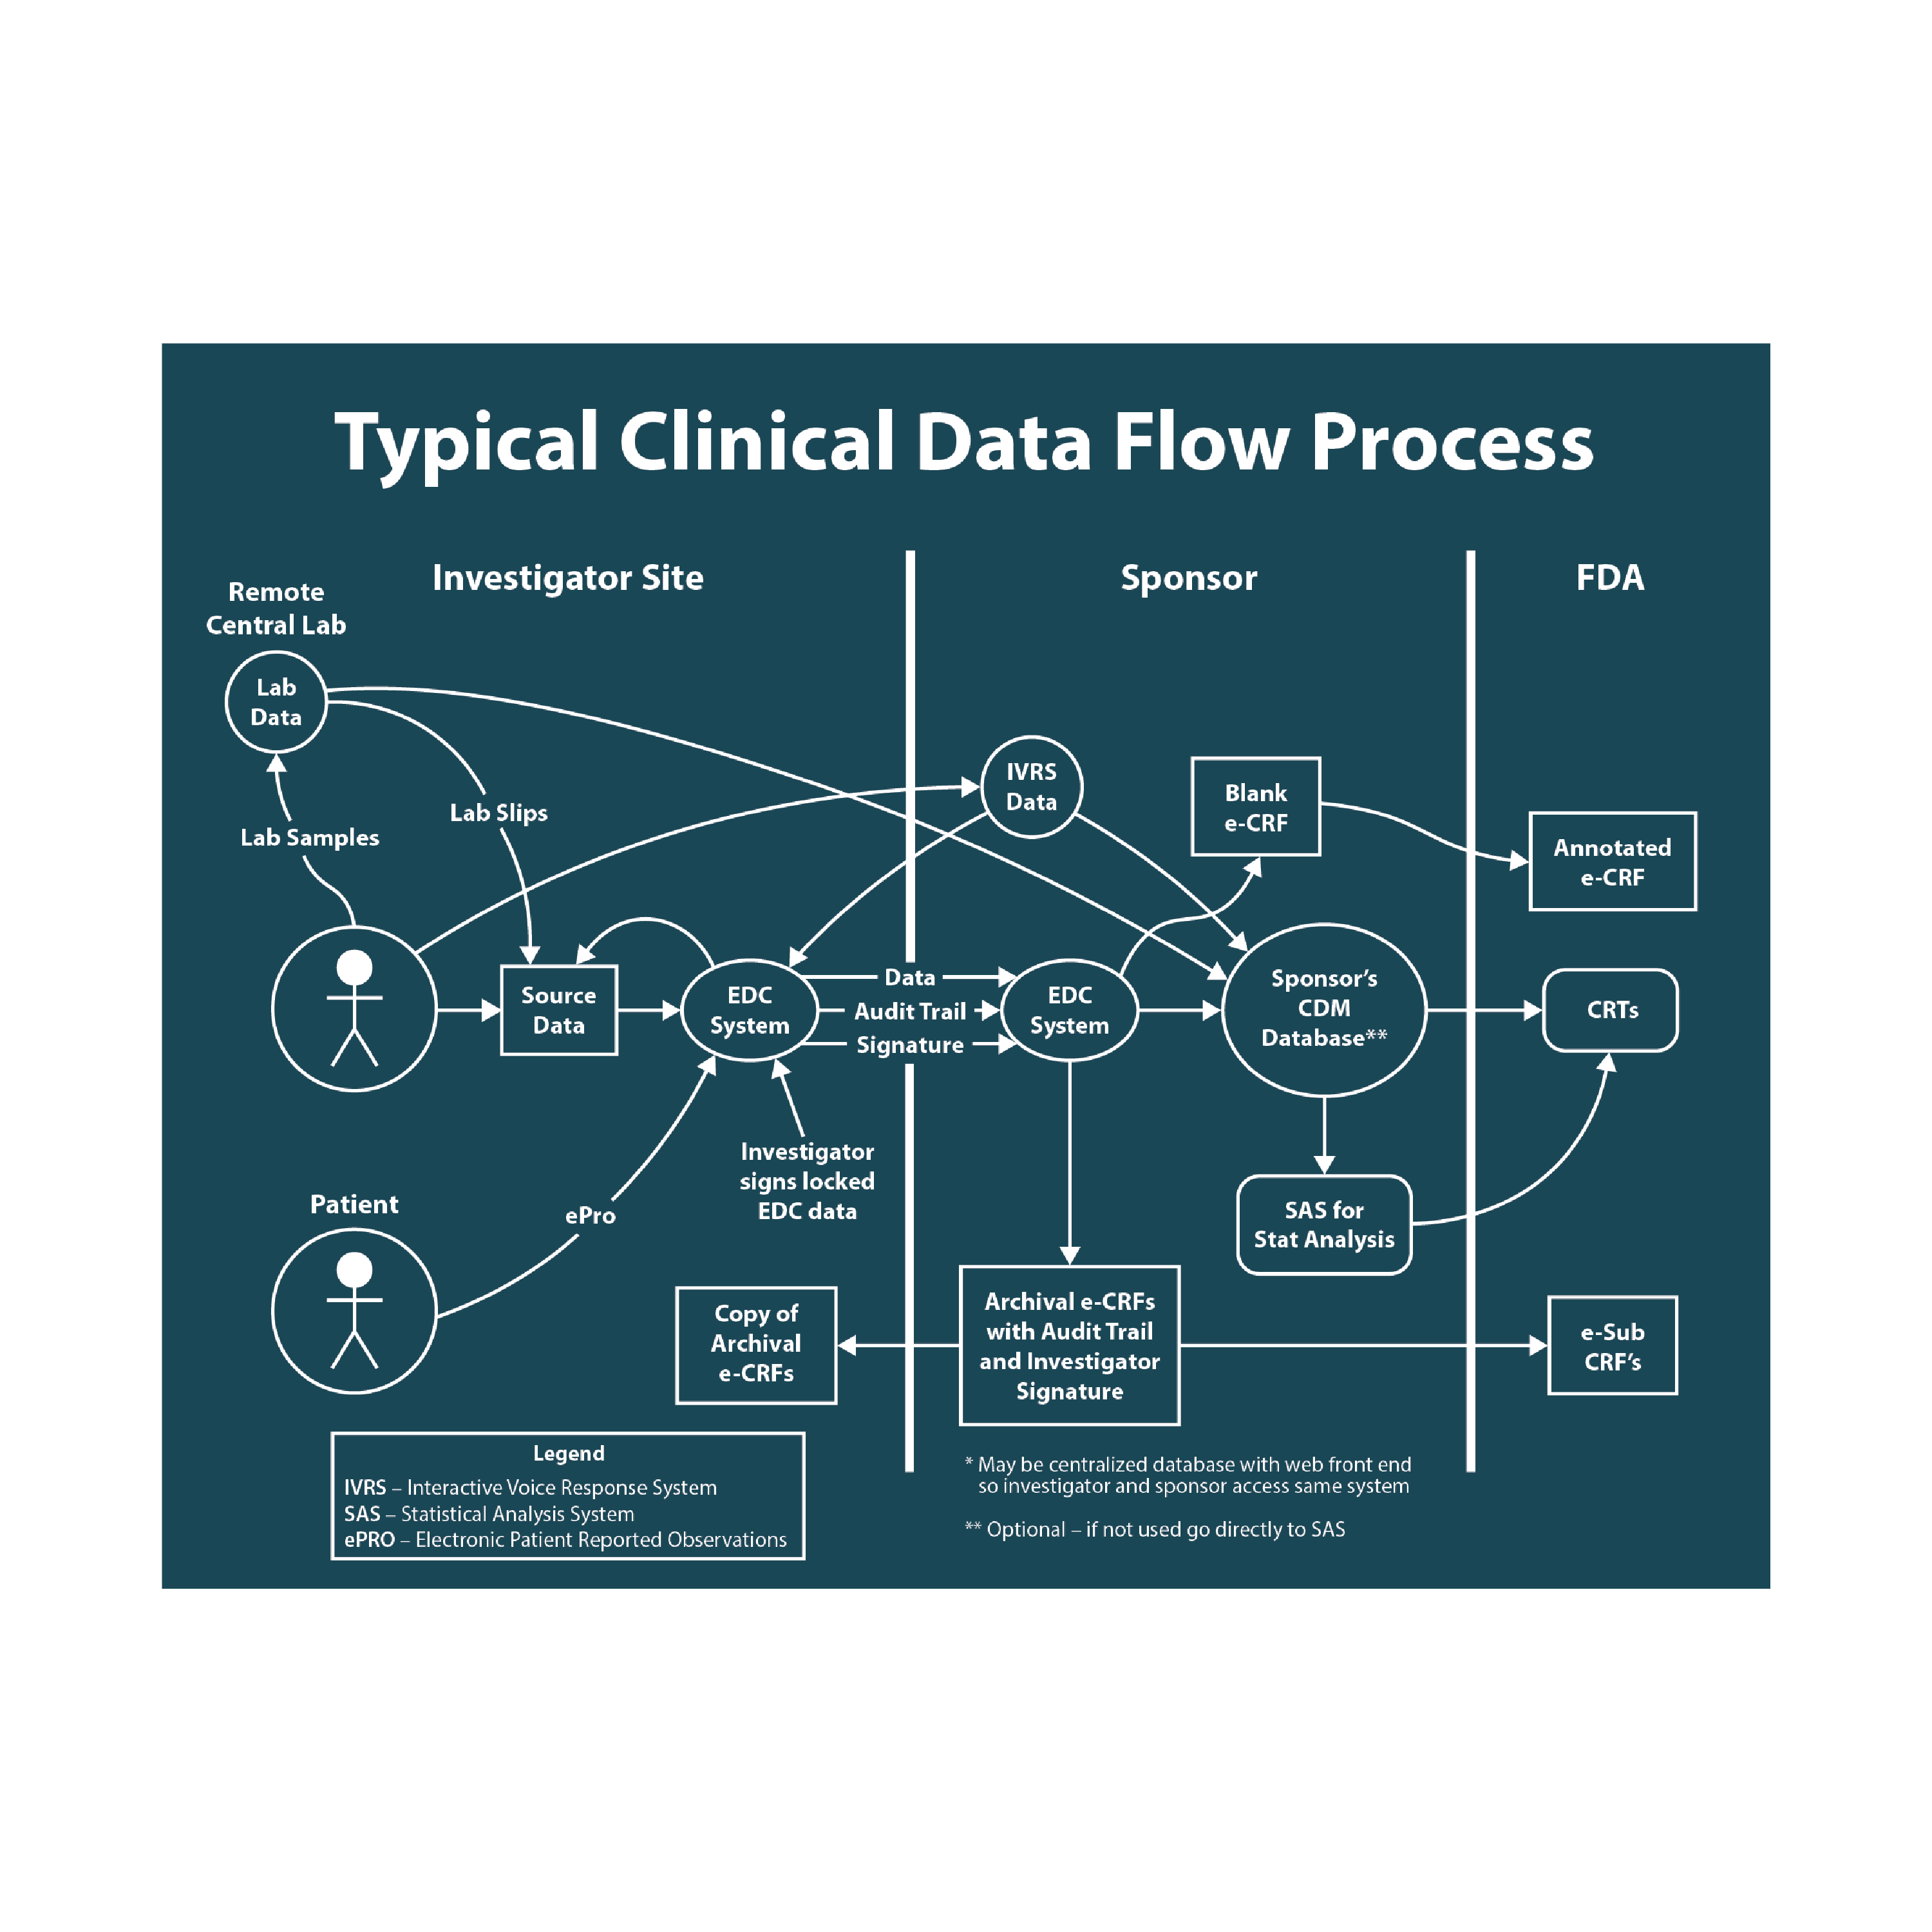 Typical Clinical Data Flow Process
Investigator Site
Sponsor
FDA
Remote
Central Lab
Lab
Data
Lab Samples
Lab Slips
IVRS
Data
Blank
e-CRF
Annotated
e-CRF
Source
Data
EDC
System
Data
Audit Trail
Signature
EDC
System
Sponsor's
CDM
Database**
CRTs
Investigator
signs locked
EDC data
Patient
ePro
SAS for
Stat Analysis
Copy of
Archival
e-CRFs
Archival e-CRFs
with Audit Trail
and Investigator
Signature
e-Sub
CRF's
Legend
IVRS – Interactive Voice Response System
SAS – Statistical Analysis System
ePRO – Electronic Patient Reported Observations
* May be centralized database with web front end
so investigator and sponsor access same system
** Optional – if not used go directly to SAS